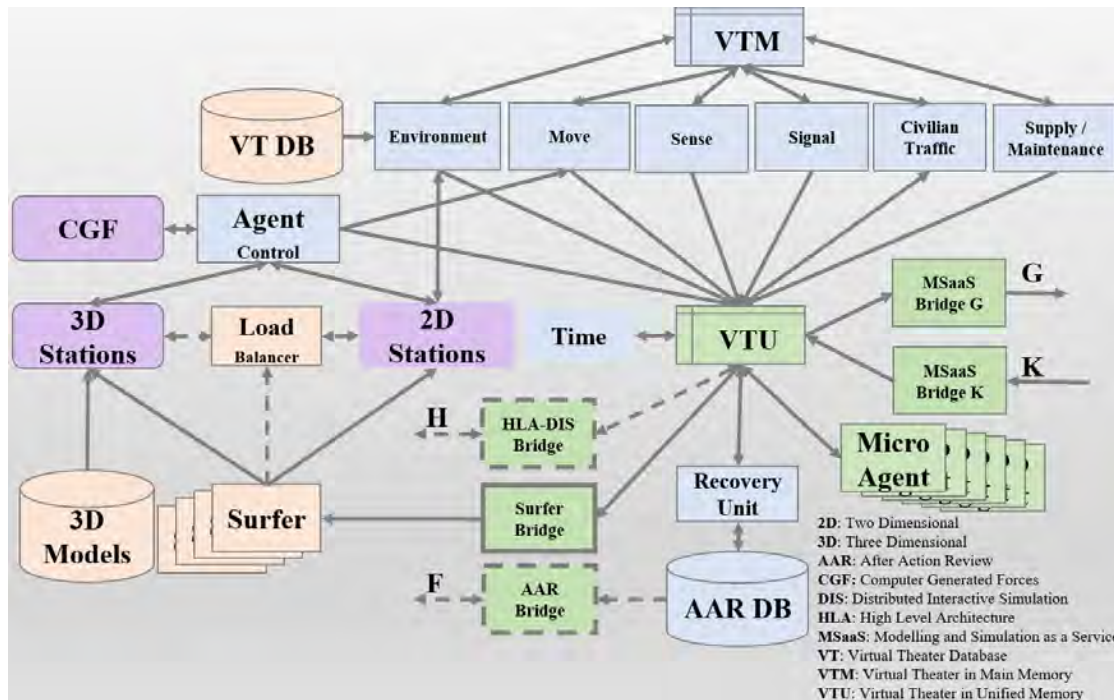 VTM
VT DB
Environment
Move
Sense
Signal
Civilian
Traffic
Supply /
Maintenance
CGF
Agent
Control
3D
Stations
Load
Balancer
2D
Stations
Time
VTU
MSaaS
Bridge G
G
MSaaS
Bridge K
K
H
HLA-DIS
Bridge
Micro
Agent
3D
Models
Surfer
Surfer
Bridge
Recovery
Unit
F
AAR
Bridge
AAR DB
2D: Two Dimensional
3D: Three Dimensional
AAR: After Action Review
CGF: Computer Generated Forces
DIS: Distributed Interactive Simulation
HLA: High Level Architecture
MSaaS: Modelling and Simulation as a Service
VT: Virtual Theater Database
VTM: Virtual Theater in Main Memory
VTU: Virtual Theater in Unified Memory